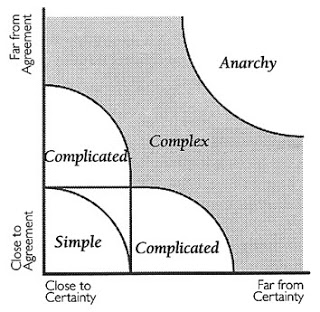 Far from
Agreement
Anarchy
Complex
Complicated
Close to
Agreement
Simple
Complicated
Close to
Certainty
Far from
Certainty